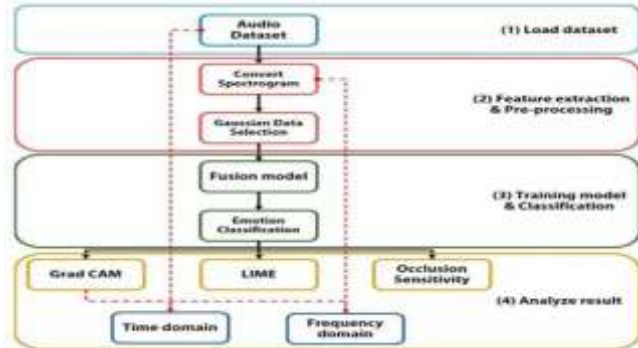 Audio
Dataset
(1) Load dataset
Convert
Spectrogram
(2) Feature extraction
& Pre-processing
Gaussian Data
Selection
Fusion model
(3) Training model
& Classification
Emotion
Classification
Grad CAM
LIME
Occlusion
Sensitivity
(4) Analyze result
Time domain
Frequency
domain